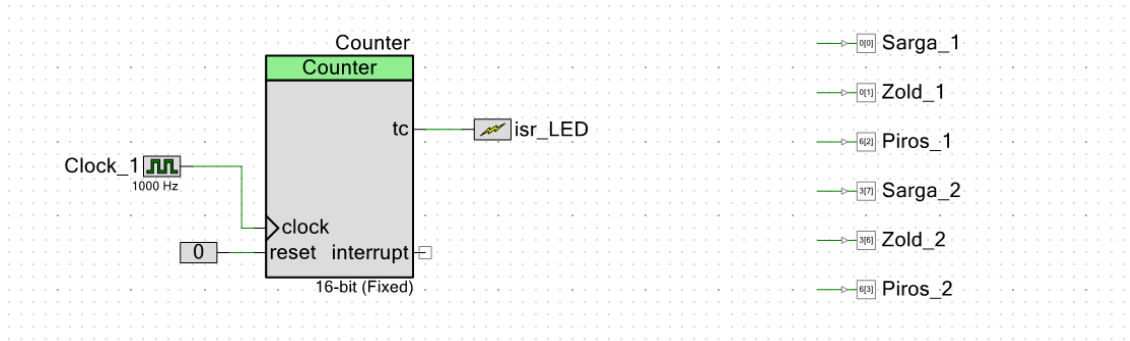 Counter
Counter
tc
isr_LED
Clock_1
1000 Hz
clock
0
reset
interrupt
16-bit (Fixed)
0[0] Sarga_1
0[1] Zold_1
6[2] Piros_1
3[7] Sarga_2
3[6] Zold_2
6[3] Piros_2